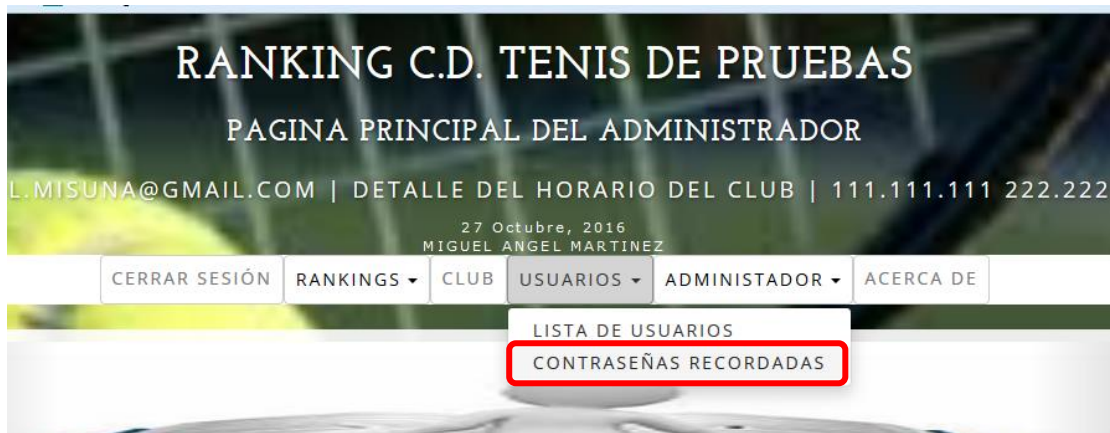 RANKING C.D. TENIS DE PRUEBAS
PAGINA PRINCIPAL DEL ADMINISTRADOR
L.MISUNA@GMAIL.COM | DETALLE DEL HORARIO DEL CLUB | 111.111.111 222.222
27 Octubre, 2016
MIGUEL ANGEL MARTINEZ
CERRAR SESIÓN RANKINGS CLUB USUARIOS ADMINISTADOR ACERCA DE
LISTA DE USUARIOS
CONTRASEÑAS RECORDADAS